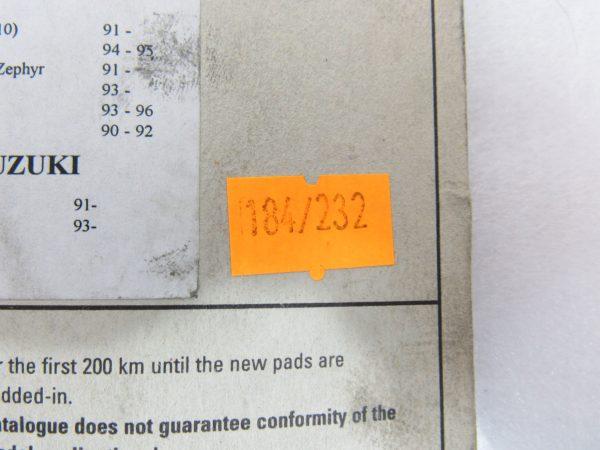 10) 91 -
94 - 95
Zephyr 91 -
93 -
93 - 96
90 - 92
UZUKI
91-
93-
184/232
r the first 200 km until the new pads are
dded-in.
atalogue does not guarantee conformity of the